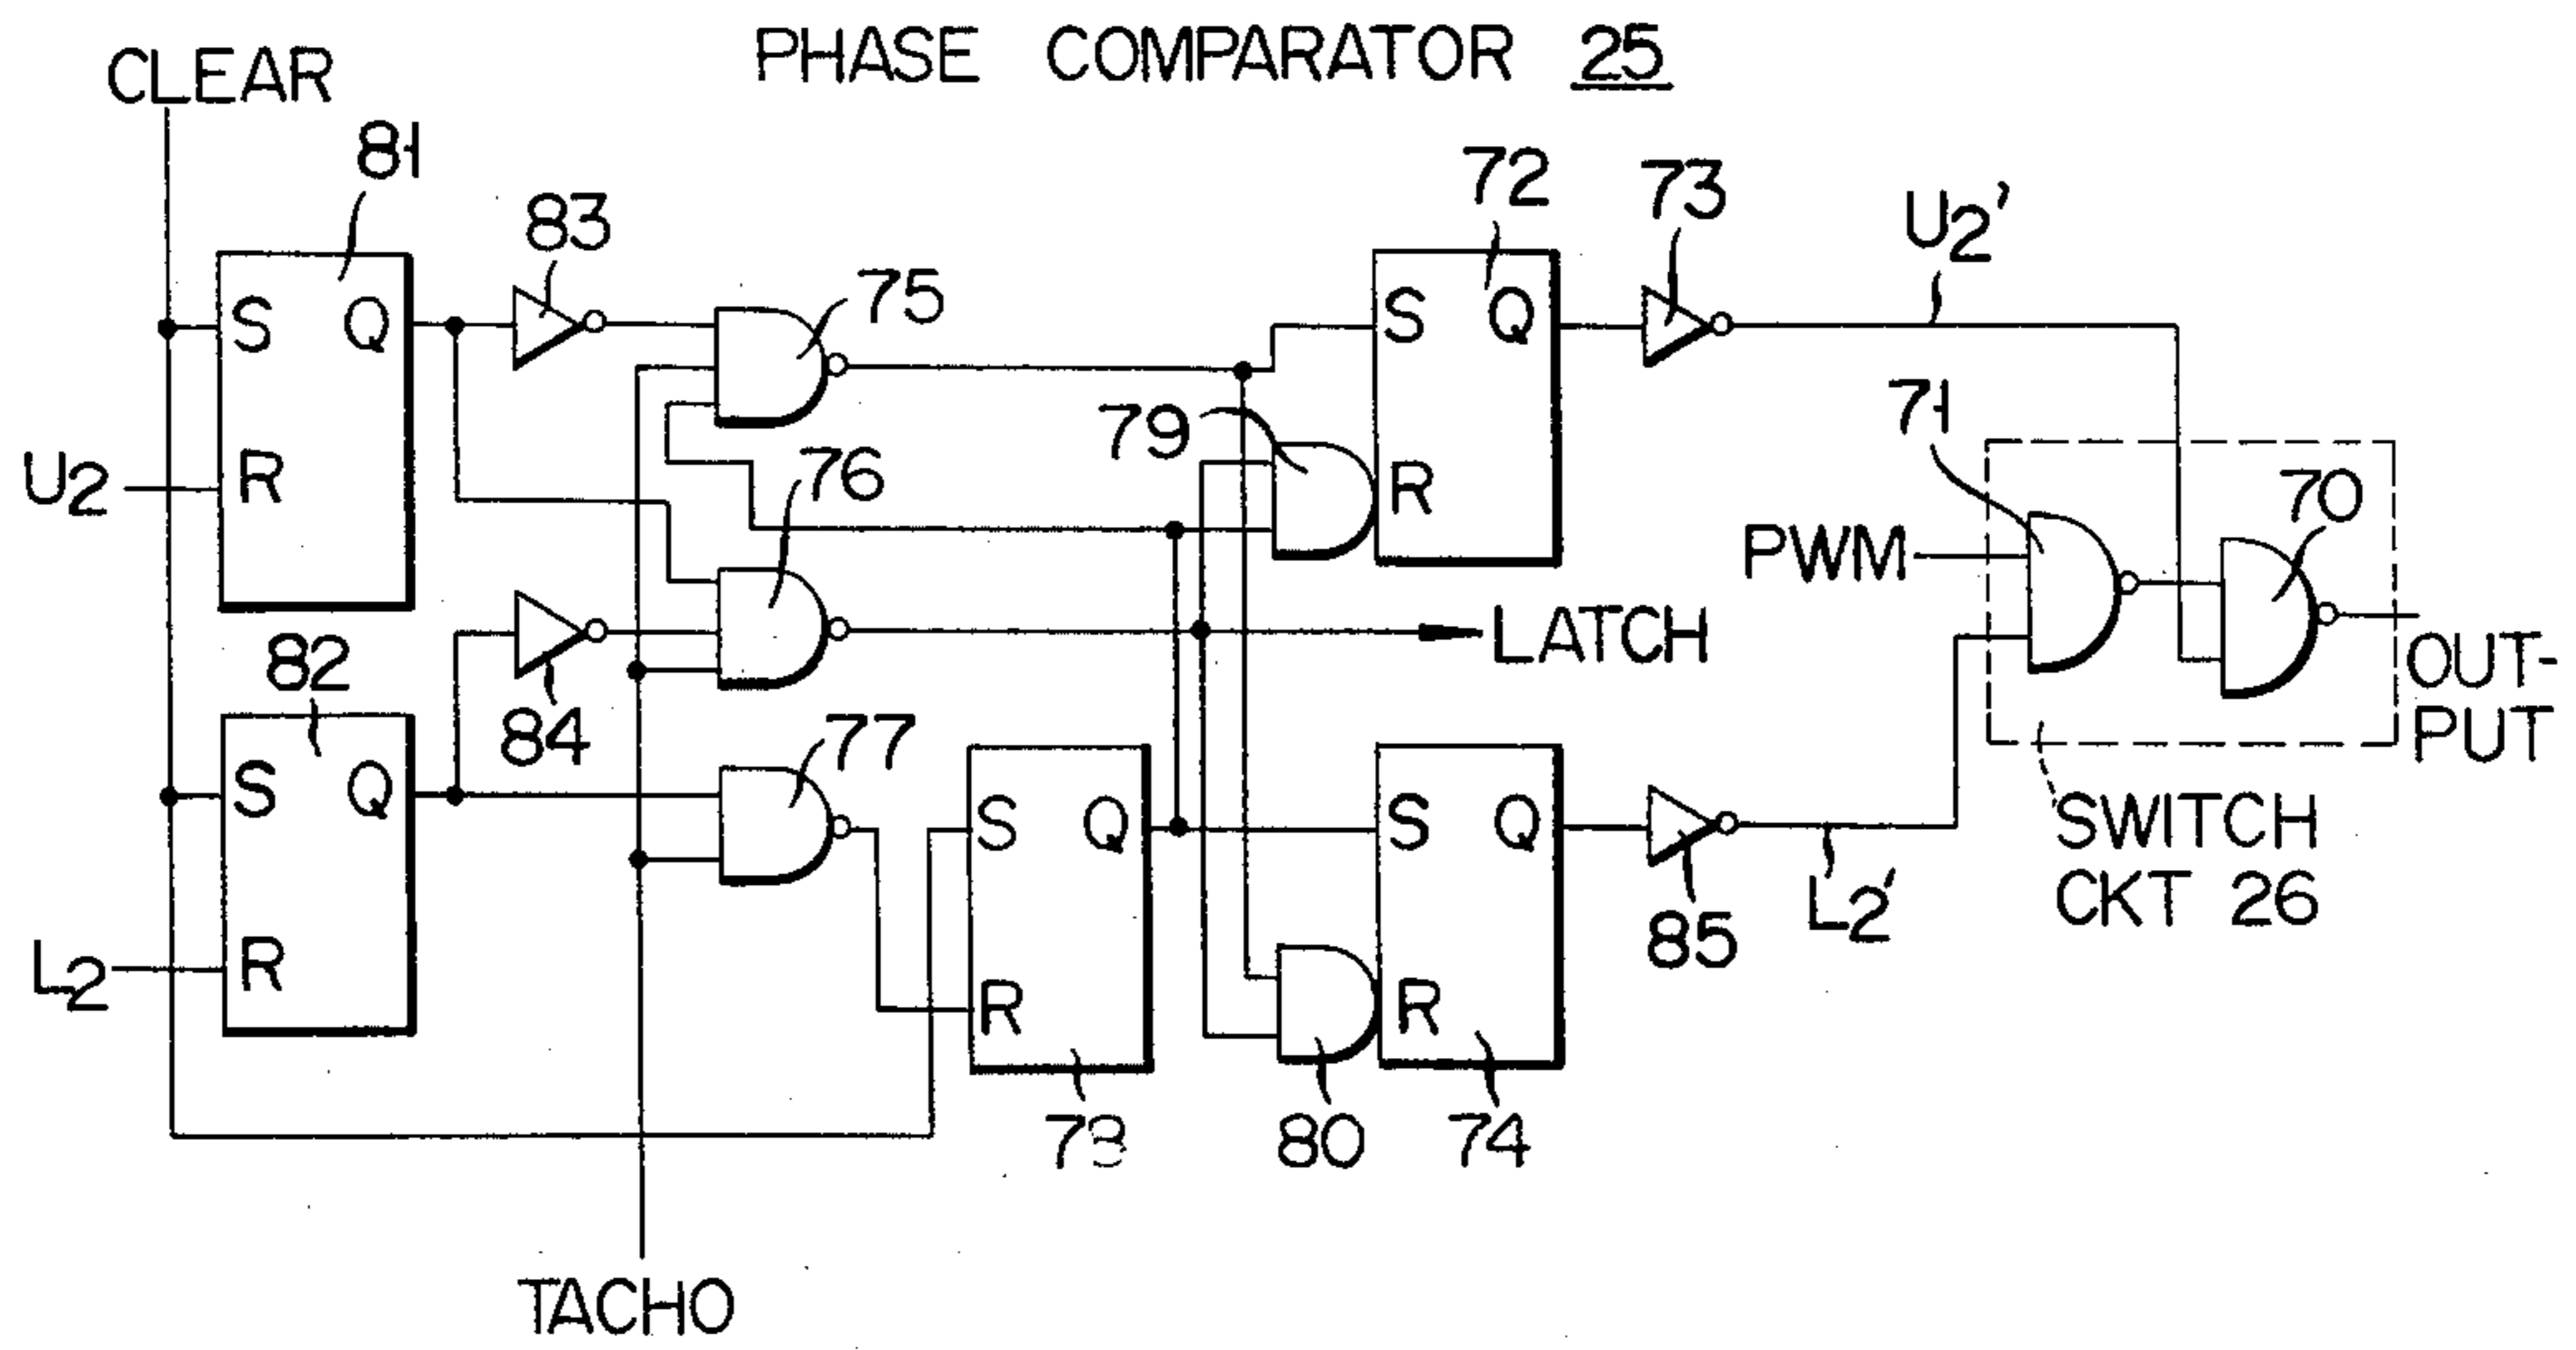 PHASE COMPARATOR 25
CLEAR
81
83
75
72
73
U2'
S Q
S Q
79
71
U2
R
76
R
70
PWM
LATCH
82
84
77
OUT-
PUT
S Q
S Q
S Q
SWITCH
CKT 26
L2'
85
L2
R
R
R
80
74
TACHO